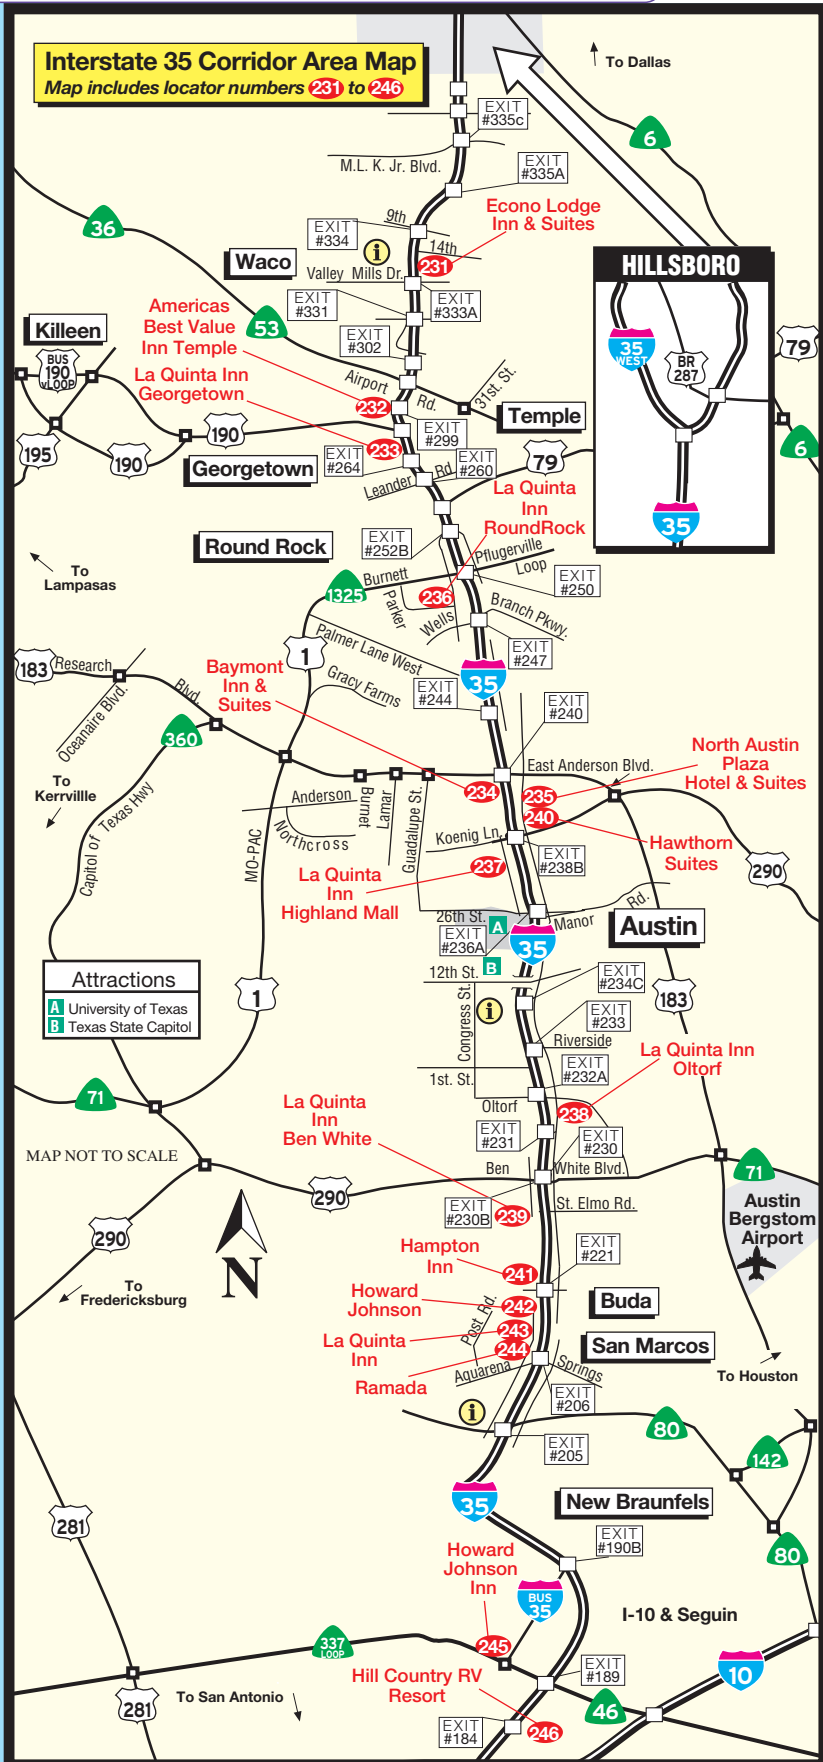 Interstate 35 Corridor Area Map
Map includes locator numbers 231 to 246
To Dallas
6
EXIT
#335c
M.L. K. Jr. Blvd.
EXIT
#335A
36
9th
EXIT
#334
Econo Lodge
Inn & Suites
i
14th
231
Waco
Valley Mills Dr.
HILLSBORO
35
WEST
BR
287
35
79
6
EXIT
#331
EXIT
#333A
Americas
Best Value
Inn Temple
53
EXIT
#302
Killeen
BUS
190
vLOOP
La Quinta Inn
Georgetown
Airport
Rd.
31st. St.
232
Temple
EXIT
#299
195
190
190
233
Georgetown
EXIT
#264
EXIT
#260
Leander Rd.
79
La Quinta
Inn
RoundRock
Round Rock
EXIT
#252B
Pflugerville
Loop
To
Lampasas
1325
Burnett
EXIT
#250
Parker
236
Wells
Branch Pkwy.
1
Palmer Lane West
EXIT
#247
183
Research
Blvd.
Oceanaire Blvd.
Baymont
Inn &
Suites
Gracy Farms
35
EXIT
#244
EXIT
#240
360
To
Kerrvillle
Capitol of Texas Hwy
East Anderson Blvd.
North Austin
Plaza
Hotel & Suites
234
235
240
Anderson
Northcross
Burnet
Lamar
Guadalupe St.
MO-PAC
Koenig Ln.
EXIT
#238B
Hawthorn
Suites
290
237
La Quinta
Inn
Highland Mall
26th St.
Manor Rd.
Austin
A
EXIT
#236A
35
B
12th St.
EXIT
#234C
Attractions
A University of Texas
B Texas State Capitol
1
i
Congress St.
183
EXIT
#233
Riverside
La Quinta Inn
Oltorf
1st. St.
EXIT
#232A
71
Oltorf
238
La Quinta
Inn
Ben White
EXIT
#231
EXIT
#230
MAP NOT TO SCALE
Ben White Blvd.
71
290
290
N
EXIT
#230B
239
St. Elmo Rd.
Austin
Bergstom
Airport
Hampton
Inn
241
EXIT
#221
To
Fredericksburg
Howard
Johnson
242
Buda
Post Rd.
243
La Quinta
Inn
244
San Marcos
Ramada
Aquarena Springs
To Houston
EXIT
#206
i
80
EXIT
#205
142
35
New Braunfels
281
80
Howard
Johnson
Inn
EXIT
#190B
BUS
35
I-10 & Seguin
337
LOOP
245
EXIT
#189
10
Hill Country RV
Resort
281
To San Antonio
46
EXIT
#184
246